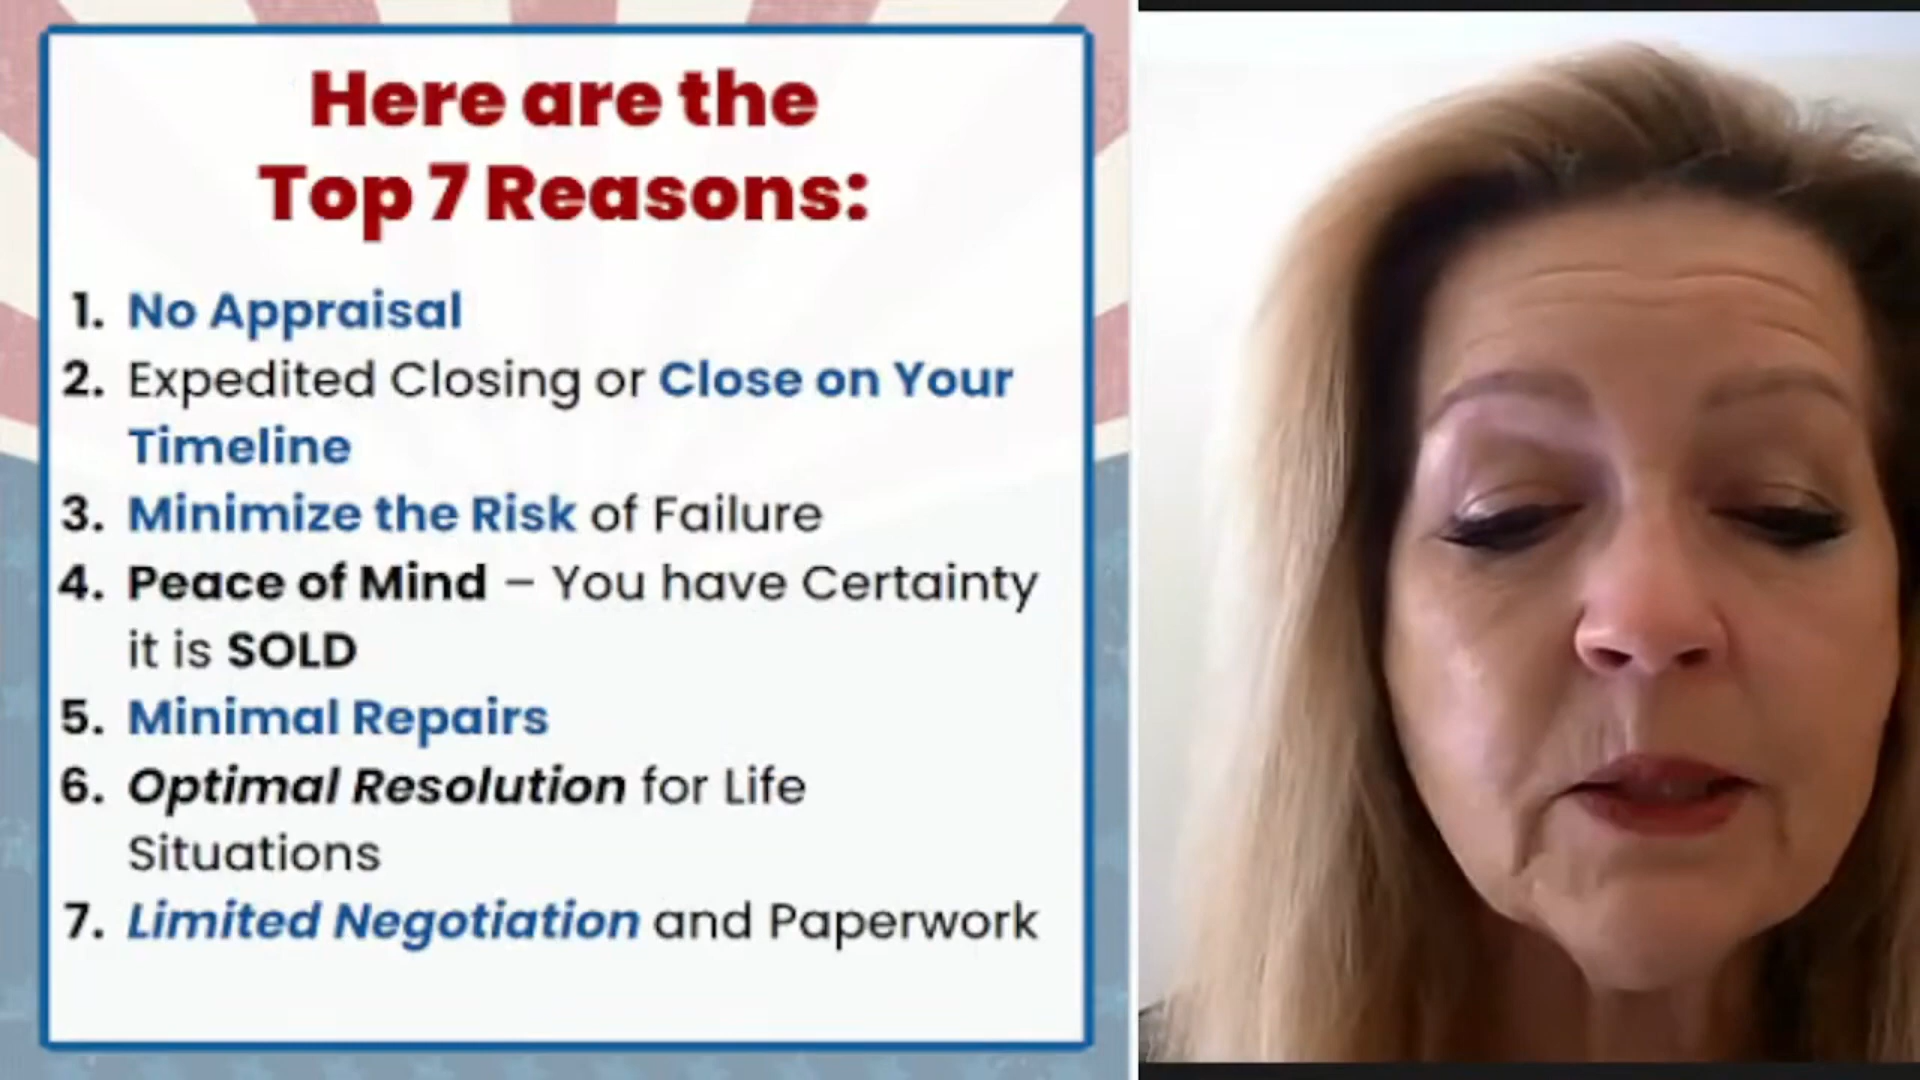 Here are the
Top 7 Reasons:
1. No Appraisal
2. Expedited Closing or Close on Your
Timeline
3. Minimize the Risk of Failure
4. Peace of Mind – You have Certainty
it is SOLD
5. Minimal Repairs
6. Optimal Resolution for Life
Situations
7. Limited Negotiation and Paperwork